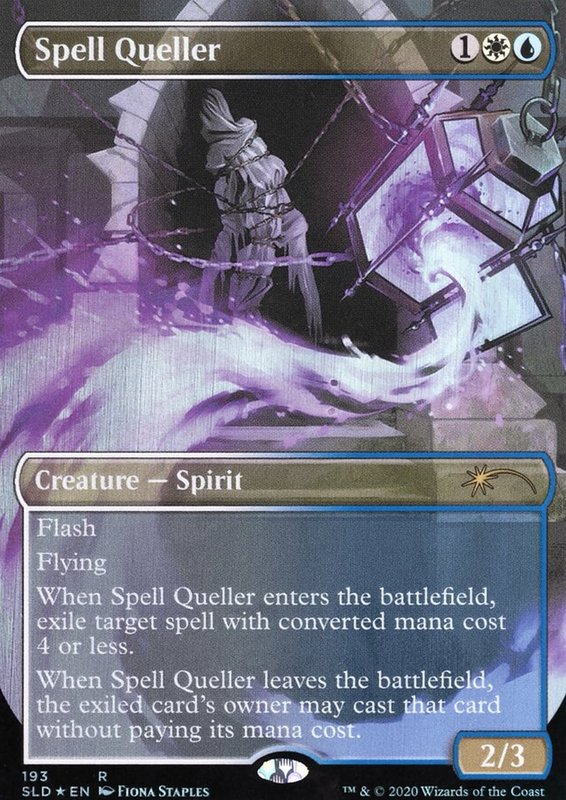 Spell Queller 1
Creature — Spirit
Flash
Flying
When Spell Queller enters the battlefield,
exile target spell with converted mana cost
4 or less.
When Spell Queller leaves the battlefield,
the exiled card's owner may cast that card
without paying its mana cost.
2/3
193 R
SLD ★ EN Fiona Staples
™ & © 2020 Wizards of the Coast